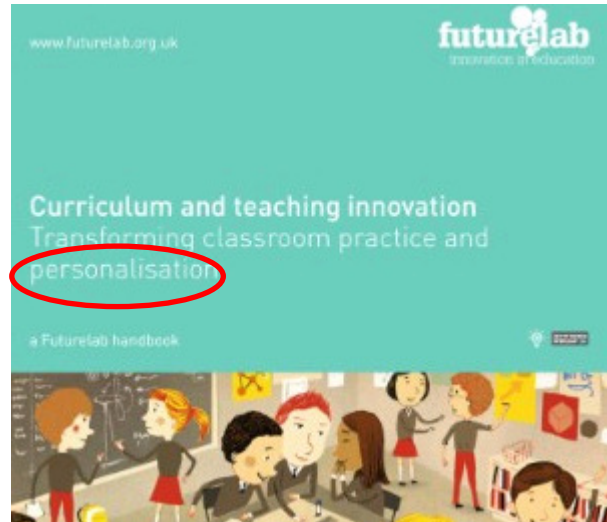 www.futurelab.org.uk
futurelab
innovation in education
Curriculum and teaching innovation
Transforming classroom practice and
personalisation
a Futurelab handbook